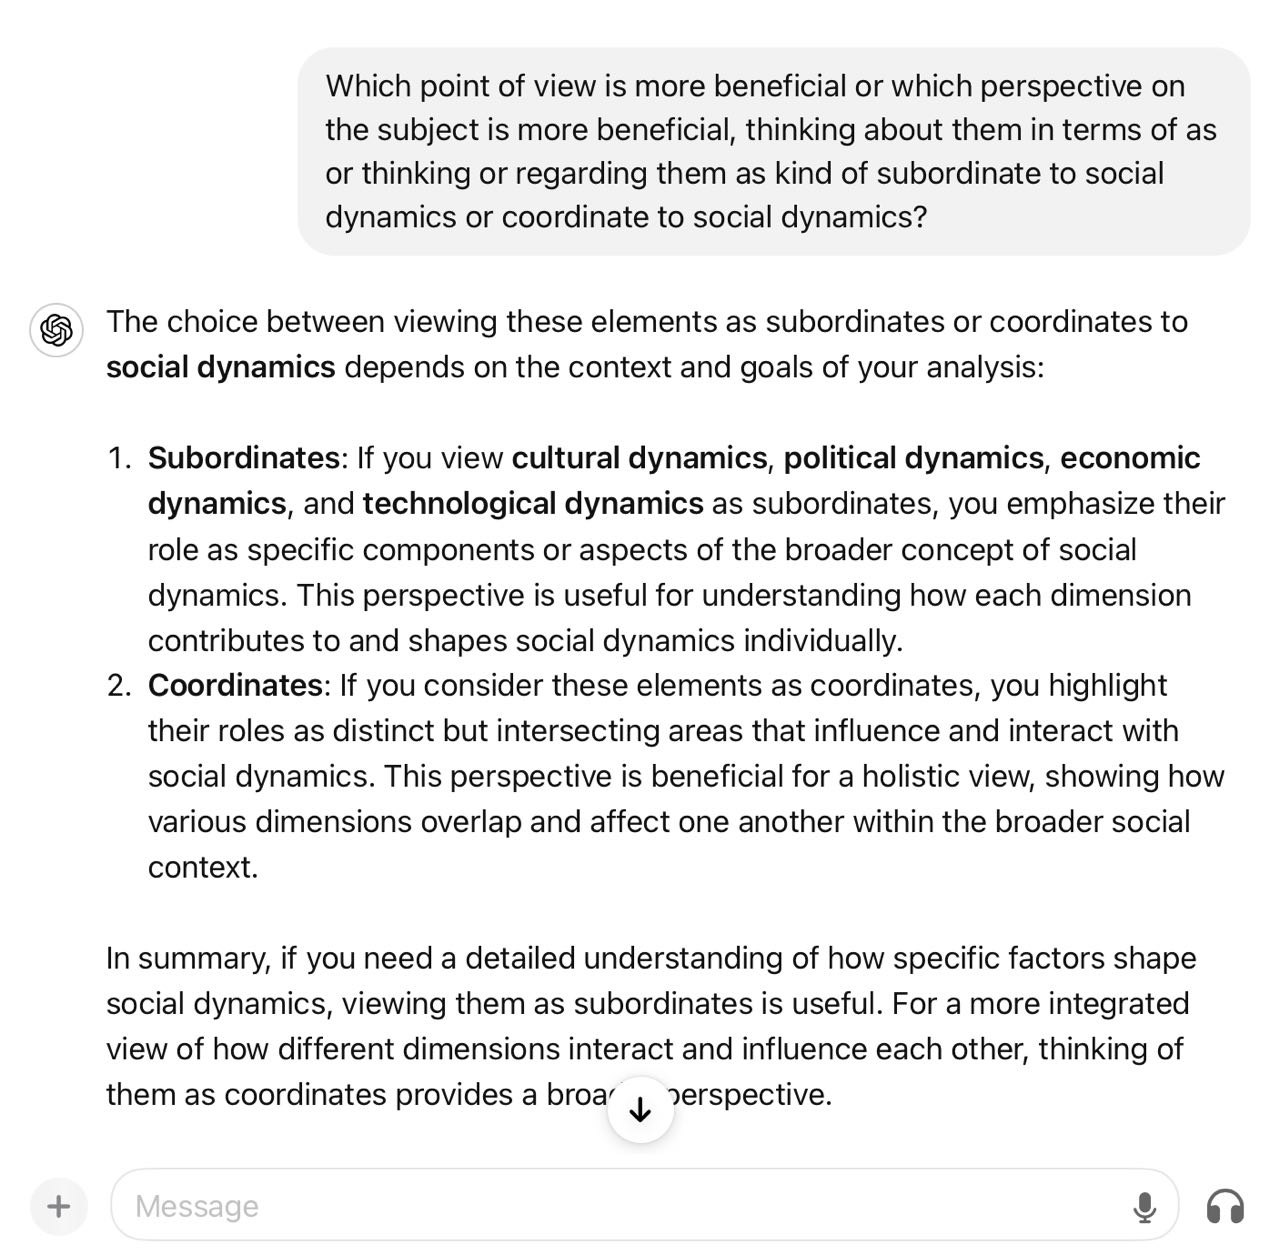 Which point of view is more beneficial or which perspective on
the subject is more beneficial, thinking about them in terms of as
or thinking or regarding them as kind of subordinate to social
dynamics or coordinate to social dynamics?
The choice between viewing these elements as subordinates or coordinates to
social dynamics depends on the context and goals of your analysis:
1. Subordinates: If you view cultural dynamics, political dynamics, economic
dynamics, and technological dynamics as subordinates, you emphasize their
role as specific components or aspects of the broader concept of social
dynamics. This perspective is useful for understanding how each dimension
contributes to and shapes social dynamics individually.
2. Coordinates: If you consider these elements as coordinates, you highlight
their roles as distinct but intersecting areas that influence and interact with
social dynamics. This perspective is beneficial for a holistic view, showing how
various dimensions overlap and affect one another within the broader social
context.
In summary, if you need a detailed understanding of how specific factors shape
social dynamics, viewing them as subordinates is useful. For a more integrated
view of how different dimensions interact and influence each other, thinking of
them as coordinates provides a perspective.
Message